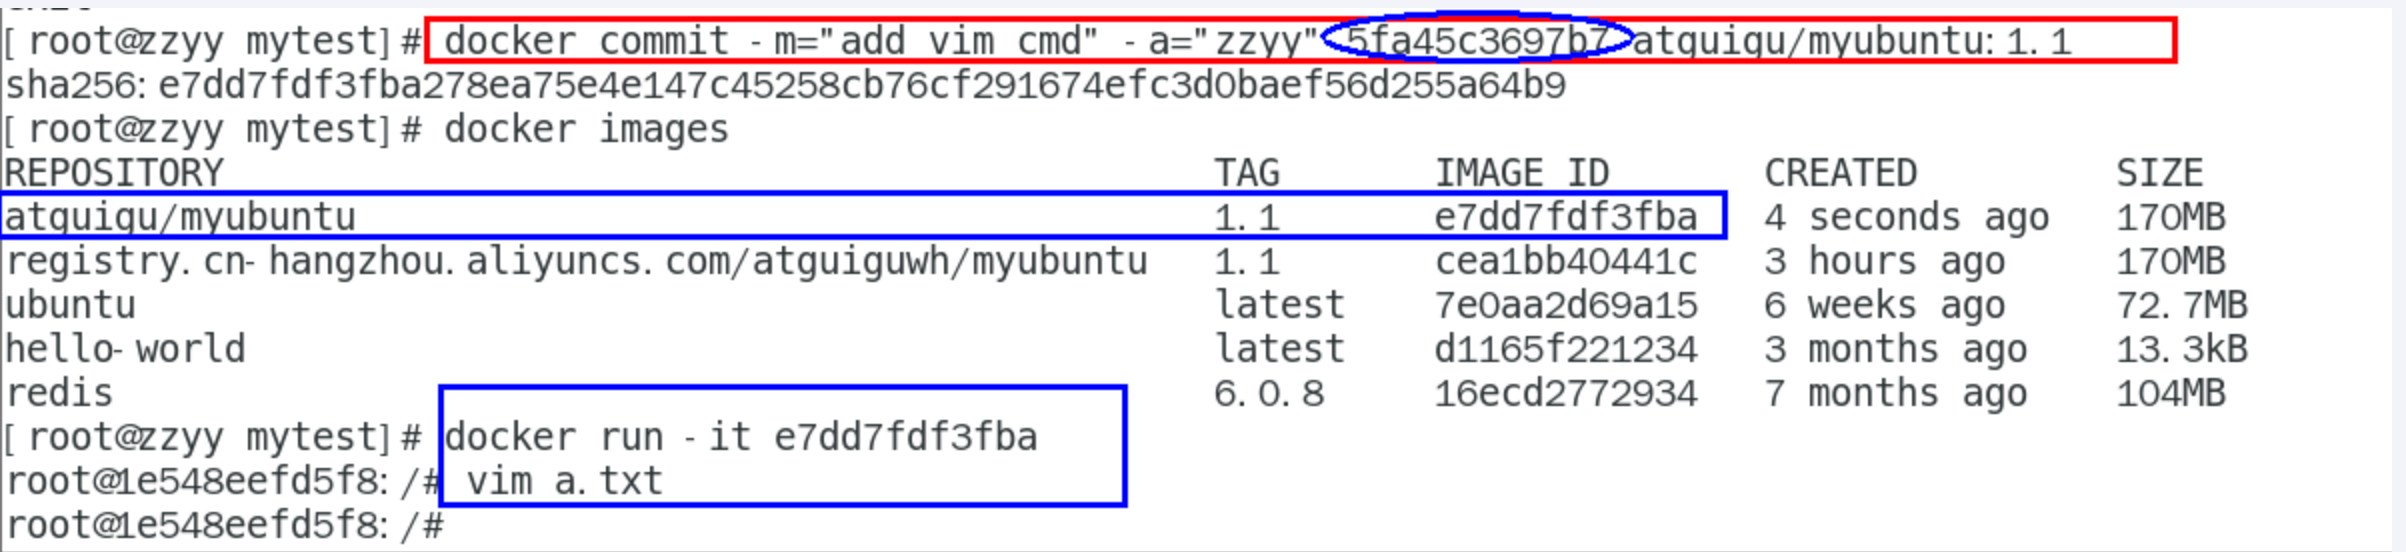 [root@zzyy mytest]# docker commit -m="add vim cmd" -a="zzyy" 5fa45c3697b7 atguigu/myubuntu:1.1
sha256:e7dd7fdf3fba278ea75e4e147c45258cb76cf291674efc3d0baef56d255a64b9
[root@zzyy mytest]# docker images
REPOSITORY TAG IMAGE ID CREATED SIZE
atguigu/myubuntu 1.1 e7dd7fdf3fba 4 seconds ago 170MB
registry.cn-hangzhou.aliyuncs.com/atguiguwh/myubuntu 1.1 cea1bb40441c 3 hours ago 170MB
ubuntu latest 7e0aa2d69a15 6 weeks ago 72.7MB
hello-world latest d1165f221234 3 months ago 13.3kB
redis 6.0.8 16ecd2772934 7 months ago 104MB
[root@zzyy mytest]# docker run -it e7dd7fdf3fba
root@1e548eefd5f8:/# vim a.txt
root@1e548eefd5f8:/#